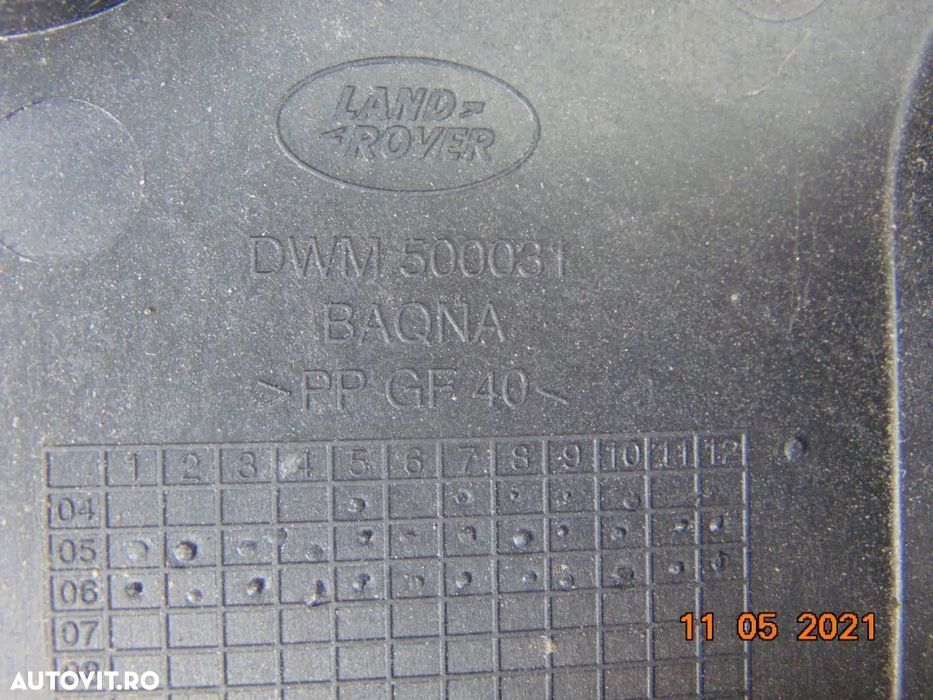 LAND
ROVER
DWM 500031
BAQNA
>PP GF 40<
1 2 3 4 5 6 7 8 9 10 11 12
04
05
06
07
08
11 05 2021
AUTOVIT.RO